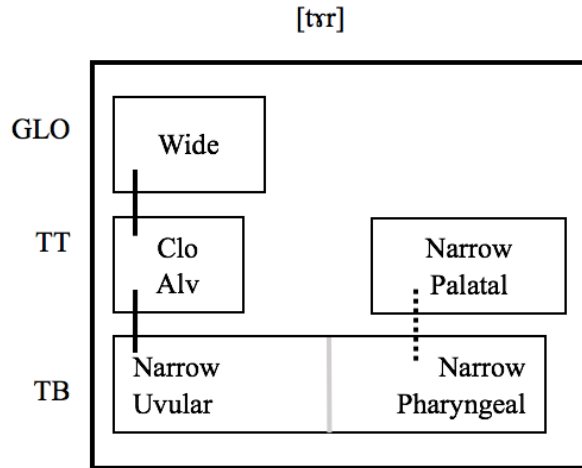 [tɤr]
GLO
Wide
TT
Clo
Alv
Narrow
Palatal
TB
Narrow
Uvular
Narrow
Pharyngeal